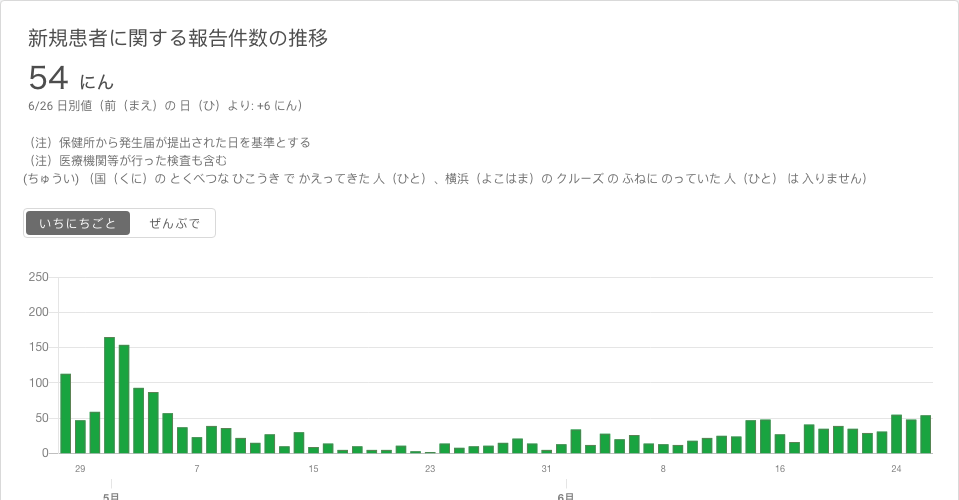 新規患者に関する報告件数の推移
54 にん
6/26 日別値（前（まえ）の 日（ひ）より: +6 にん）
（注）保健所から発生届が提出された日を基準とする
（注）医療機関等が行った検査も含む
(ちゅうい) （国（くに）の とくべつな ひこうき で かえってきた 人（ひと）、横浜（よこはま）の クルーズ の ふねに のっていた 人（ひと） は 入りません）
いちにちごと ぜんぶで
250
200
150
100
50
0
29 7 15 23 31 8 16 24
5月 6月